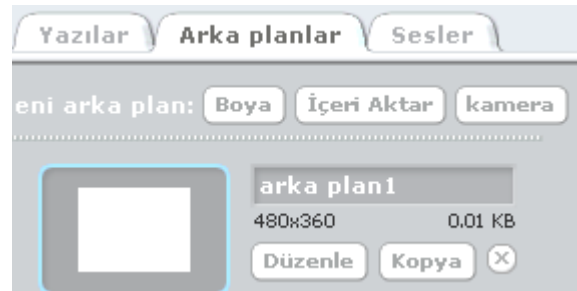 Yazılar Arka planlar Sesler
eni arka plan: Boya İçeri Aktar kamera
arka plan1
480x360 0.01 KB
Düzenle Kopya